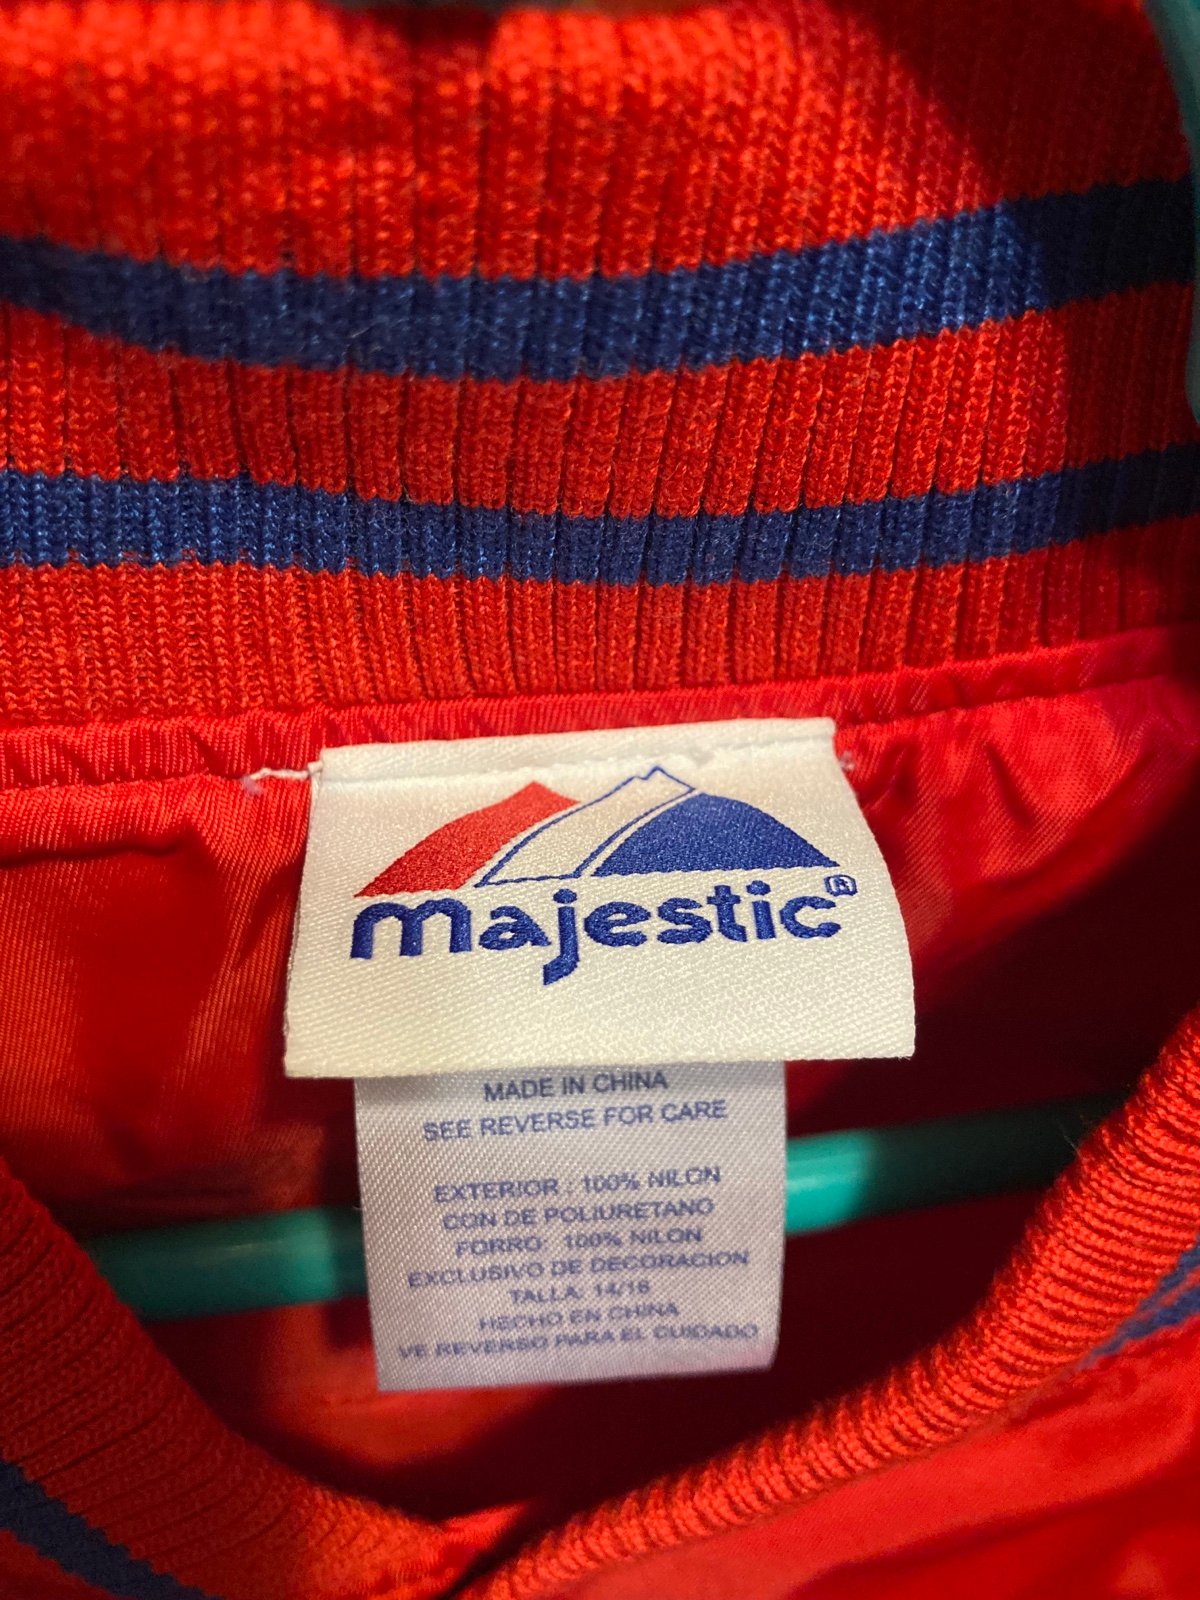 majestic®
MADE IN CHINA
SEE REVERSE FOR CARE
EXTERIOR : 100% NILON
CON DE POLIURETANO
FORRO: 100% NILON
EXCLUSIVO DE DECORACION
TALLA: 14/16
HECHO EN CHINA
VE REVERSO PARA EL CUIDADO